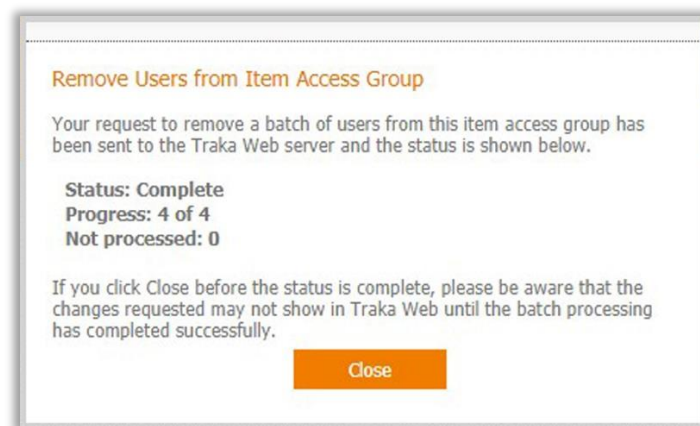 Remove Users from Item Access Group
Your request to remove a batch of users from this item access group has
been sent to the Traka Web server and the status is shown below.
Status: Complete
Progress: 4 of 4
Not processed: 0
If you click Close before the status is complete, please be aware that the
changes requested may not show in Traka Web until the batch processing
has completed successfully.
Close